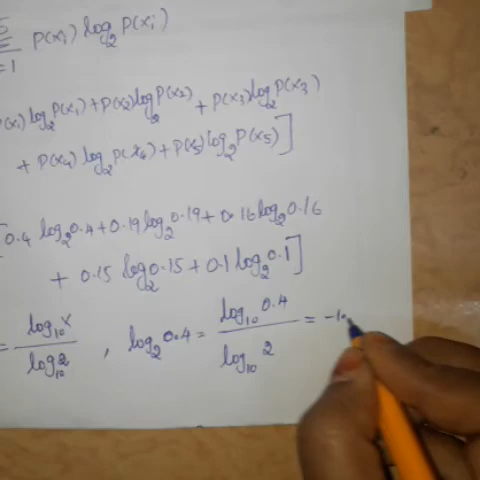 5
Σ P(xi) log₂ P(xi)
=1
P(x₁) log₂ P(x₁) + P(x₂) log₂ P(x₂) + P(x₃) log₂ P(x₃)
+ P(x₄) log₂ P(x₄) + P(x₅) log₂ P(x₅)]
[0.4 log₂ 0.4 + 0.19 log₂ 0.19 + 0.16 log₂ 0.16
+ 0.15 log₂ 0.15 + 0.1 log₂ 0.1]
= log₁₀ x / log₁₀ 2 , log₂ 0.4 = log₁₀ 0.4 / log₁₀ 2 = -1.